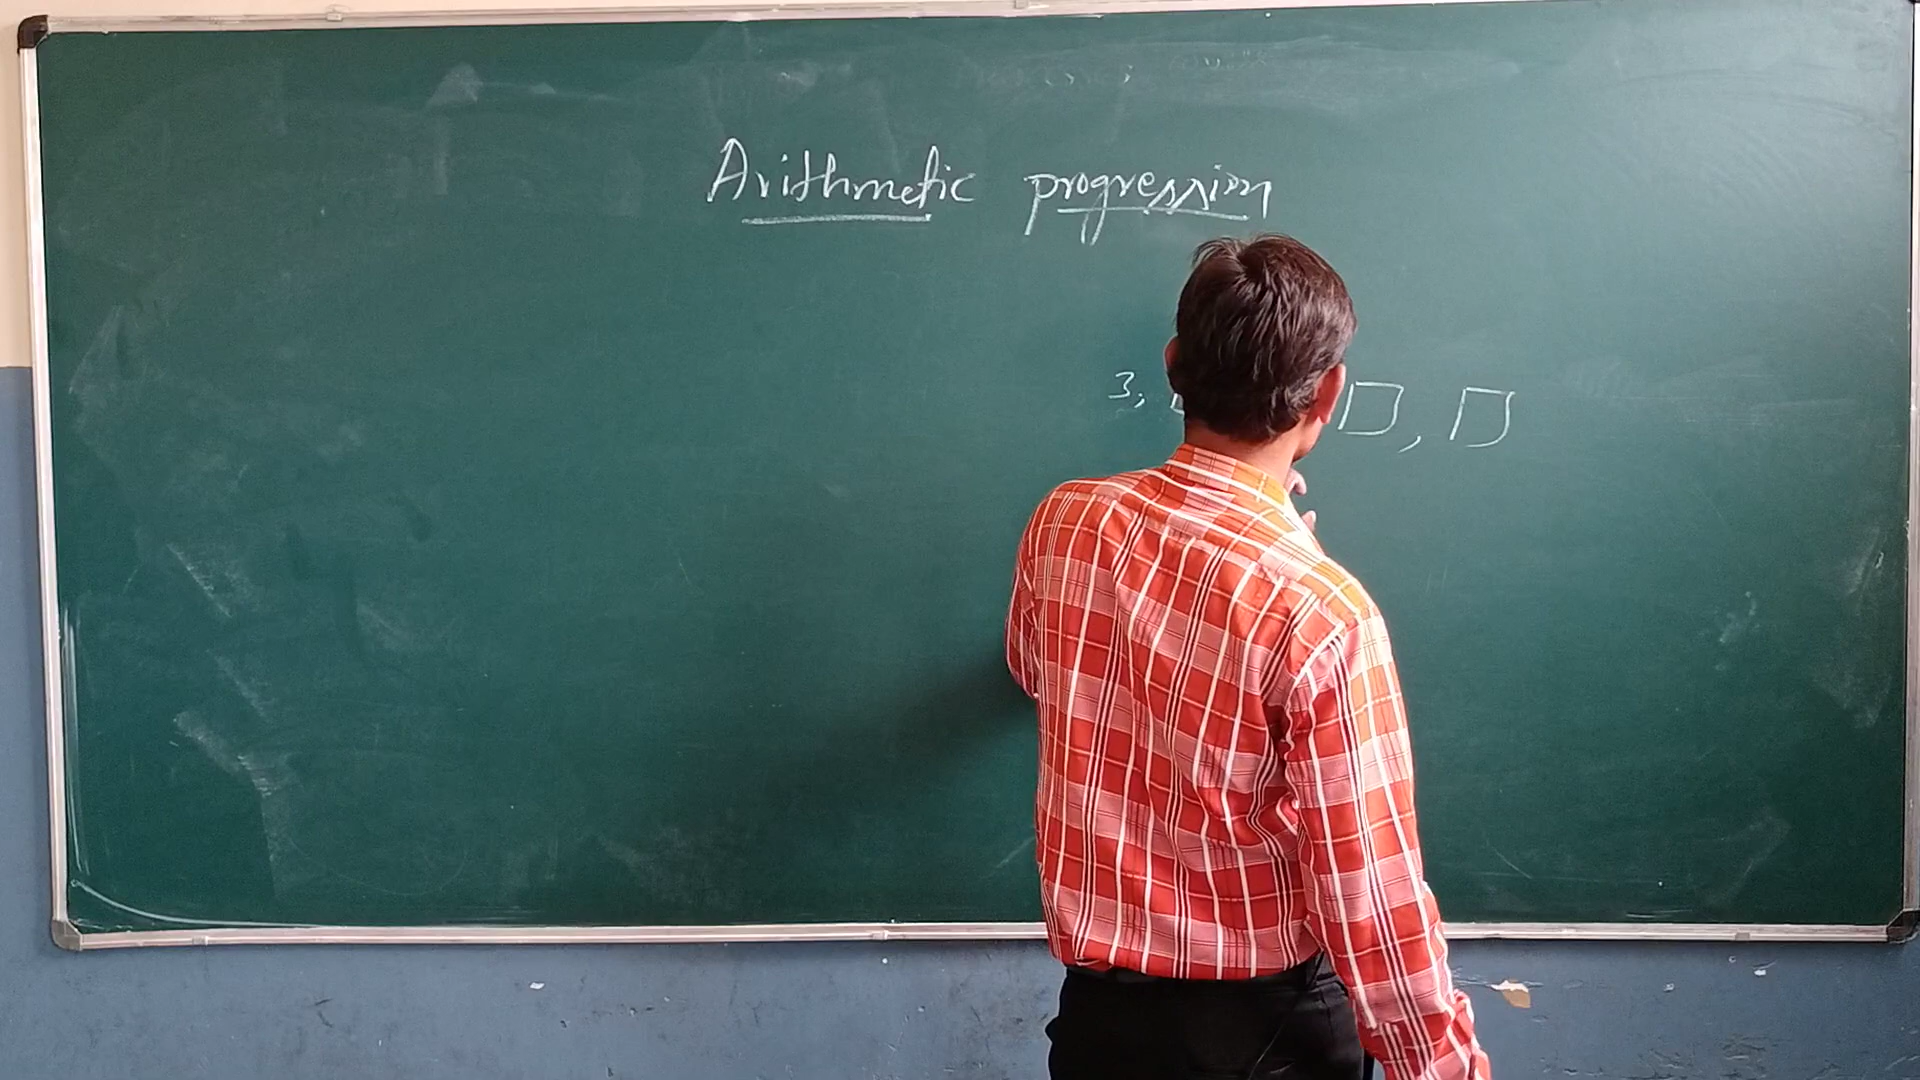 Arithmetic progression
3, □, □